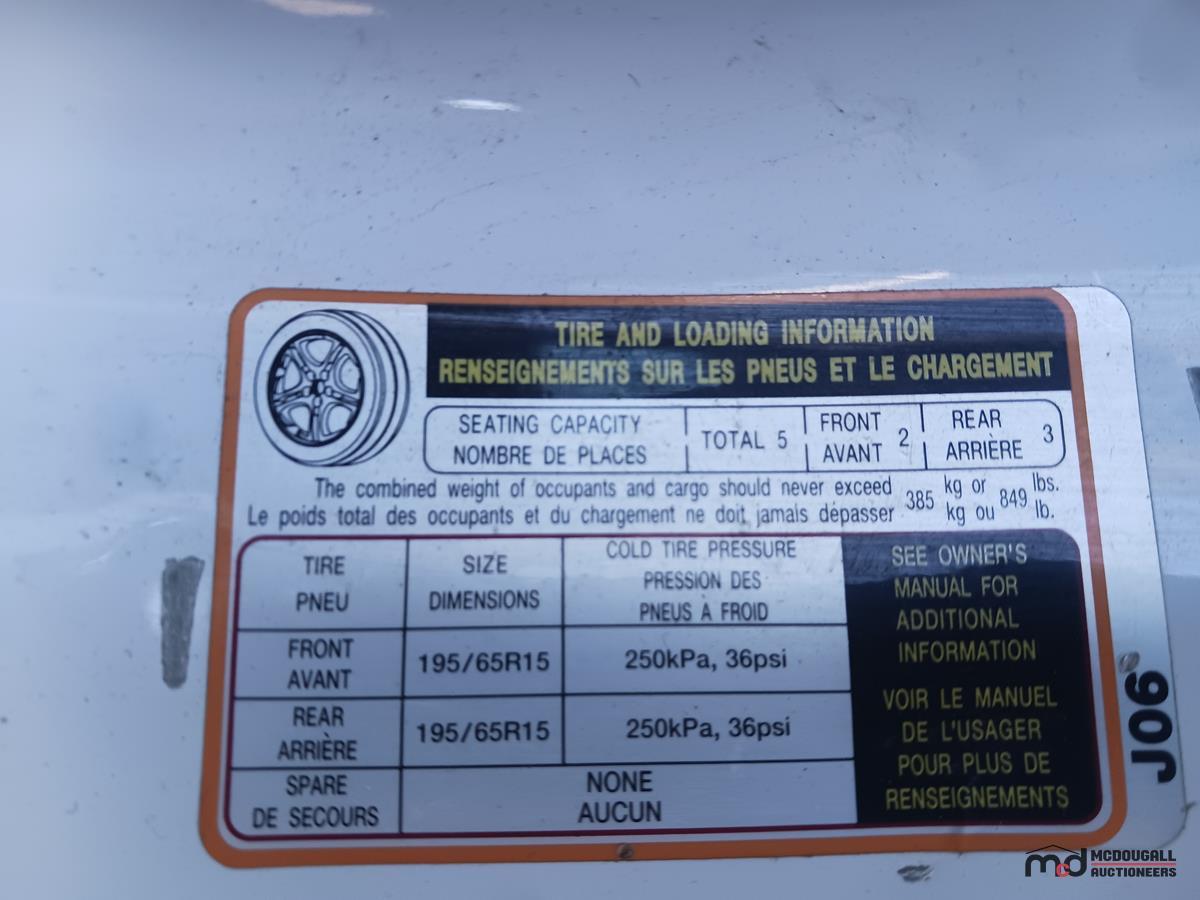 TIRE AND LOADING INFORMATION
RENSEIGNEMENTS SUR LES PNEUS ET LE CHARGEMENT
SEATING CAPACITY
NOMBRE DE PLACES
TOTAL 5
FRONT
AVANT
2
REAR
ARRIÈRE
3
The combined weight of occupants and cargo should never exceed 385 kg or 849 lbs.
Le poids total des occupants et du chargement ne doit jamais dépasser kg ou lb.
TIRE
PNEU
SIZE
DIMENSIONS
COLD TIRE PRESSURE
PRESSION DES
PNEUS À FROID
FRONT
AVANT
195/65R15
250kPa, 36psi
REAR
ARRIÈRE
195/65R15
250kPa, 36psi
SPARE
DE SECOURS
NONE
AUCUN
SEE OWNER'S
MANUAL FOR
ADDITIONAL
INFORMATION
VOIR LE MANUEL
DE L'USAGER
POUR PLUS DE
RENSEIGNEMENTS
J06
mcd
MCDOUGALL
AUCTIONEERS